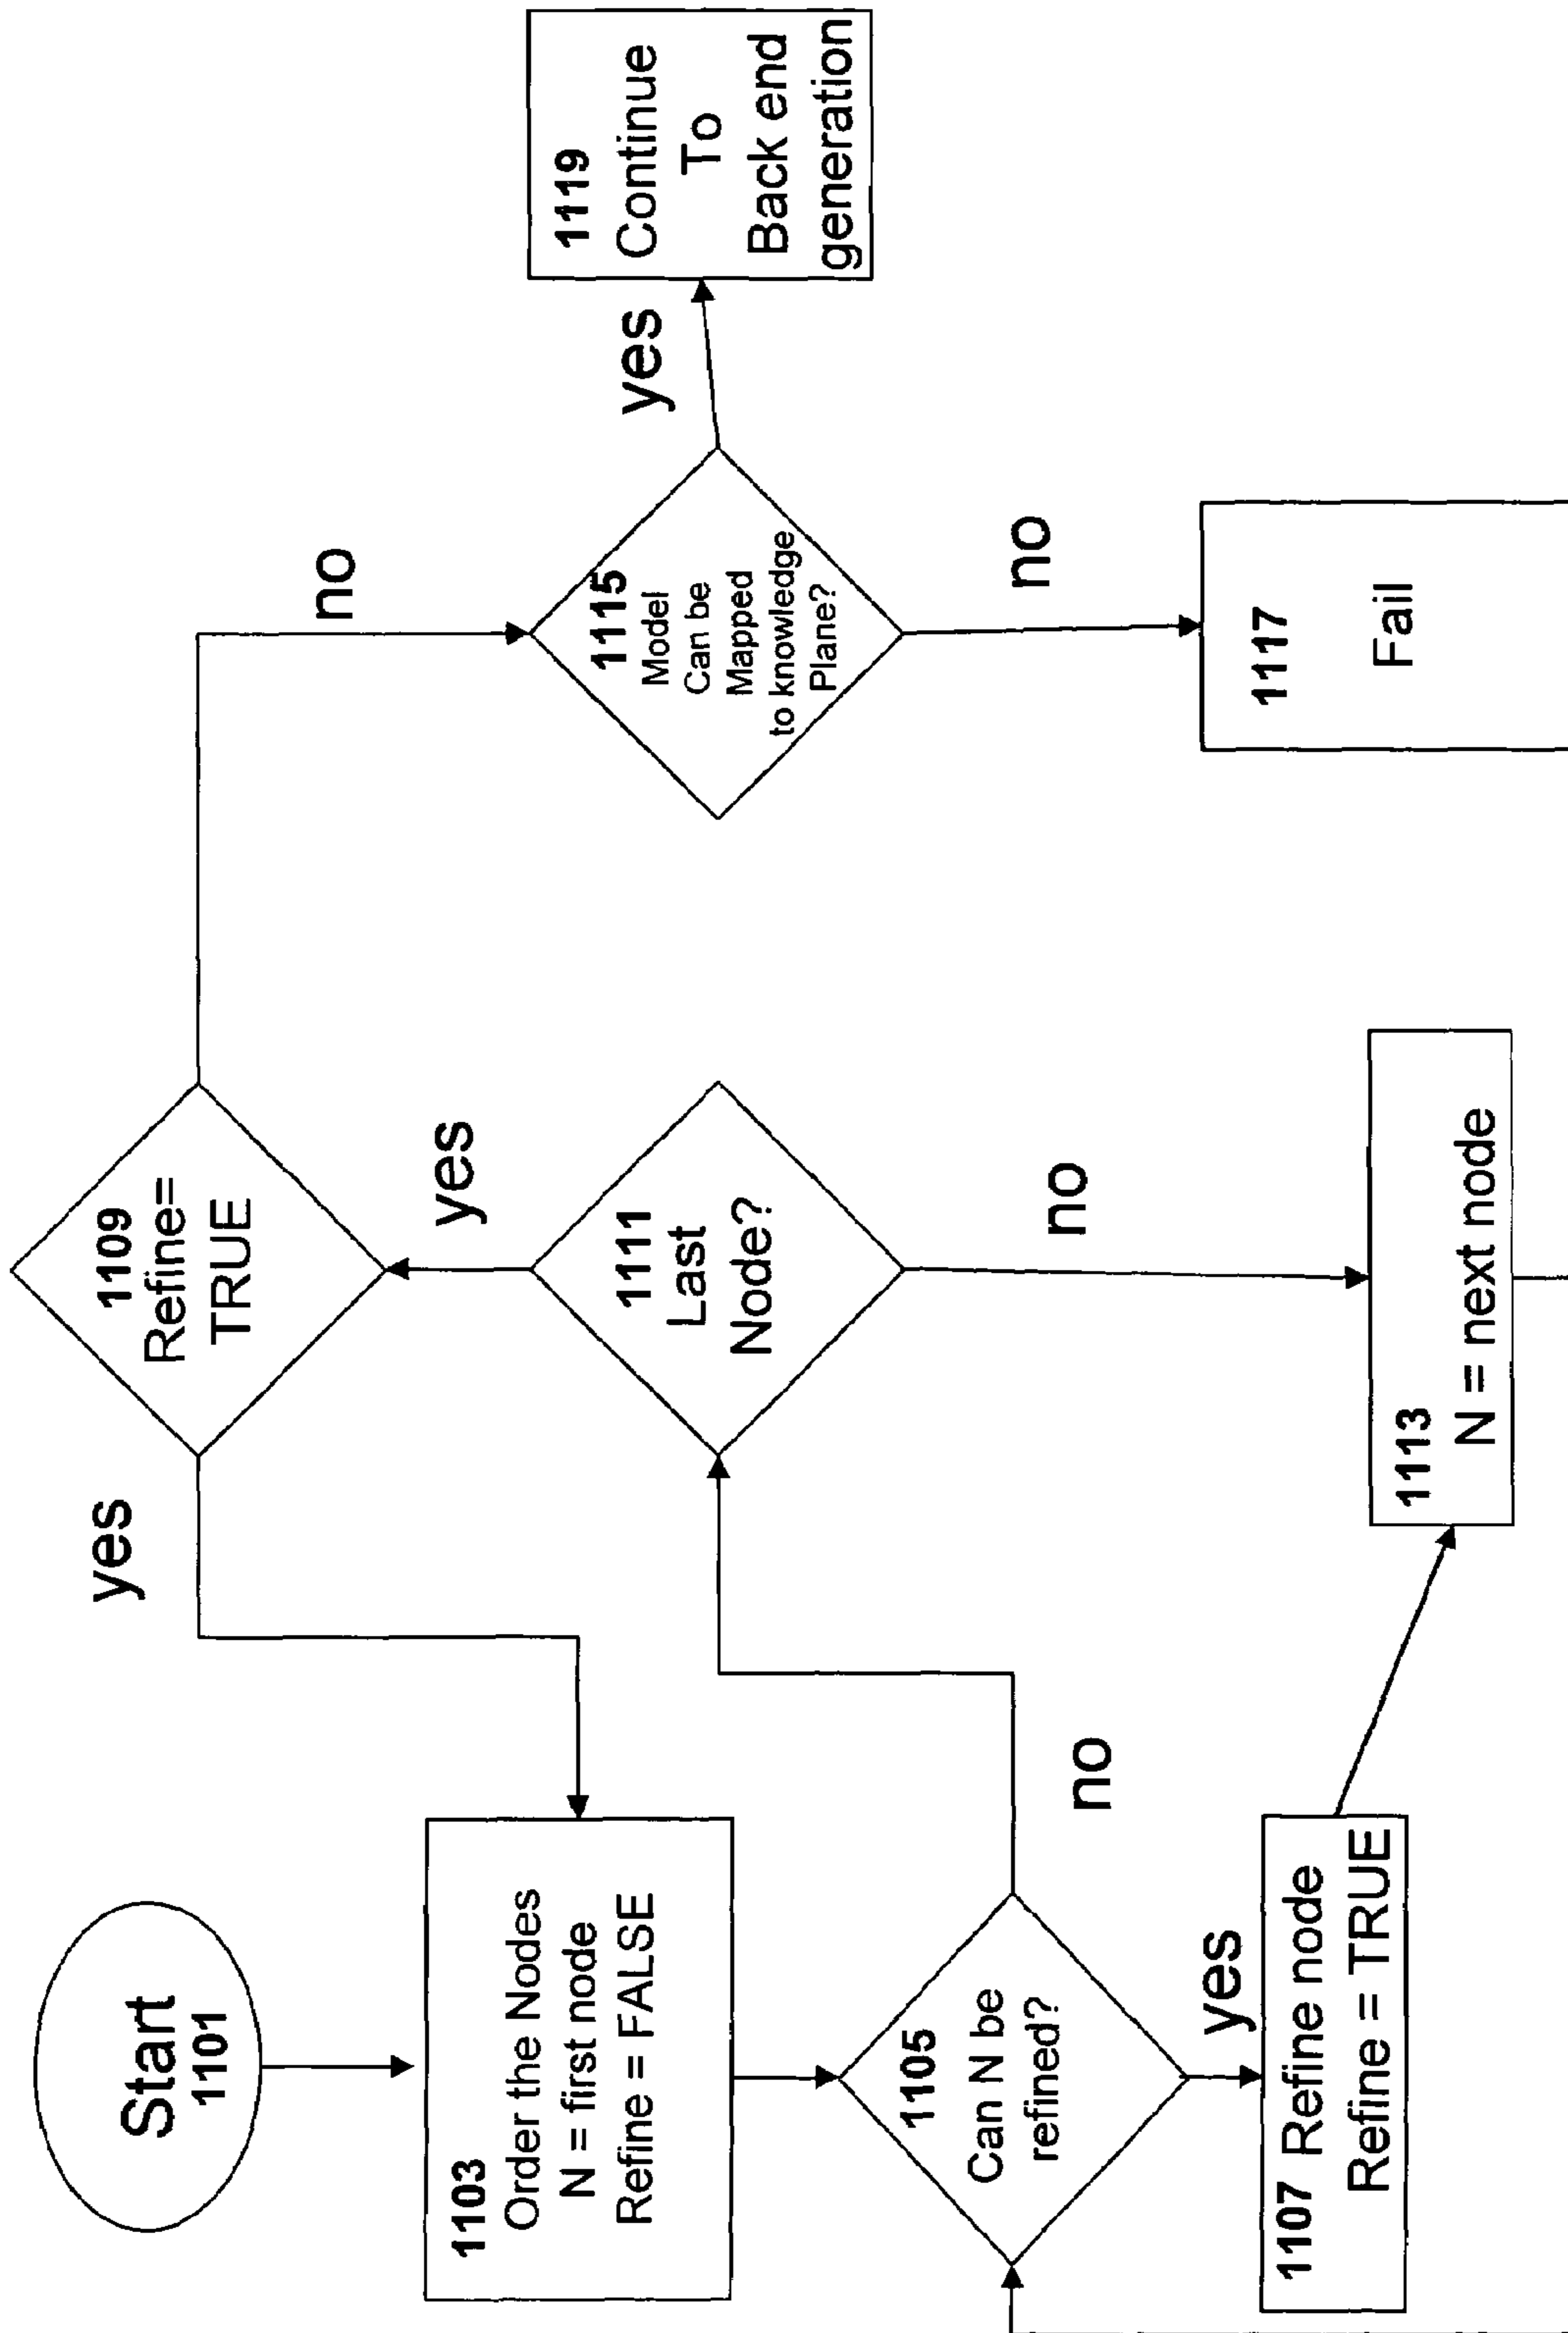 Start
1101
1103
Order the Nodes
N = first node
Refine = FALSE
1105
Can N be
refined?
yes
no
1107 Refine node
Refine = TRUE
yes
1109
Refine=
TRUE
yes
1111
Last
Node?
no
1113
N = next node
no
1115
Model
Can be
Mapped
to knowledge
Plane?
no
1117
Fail
yes
1119
Continue
To
Back end
generation